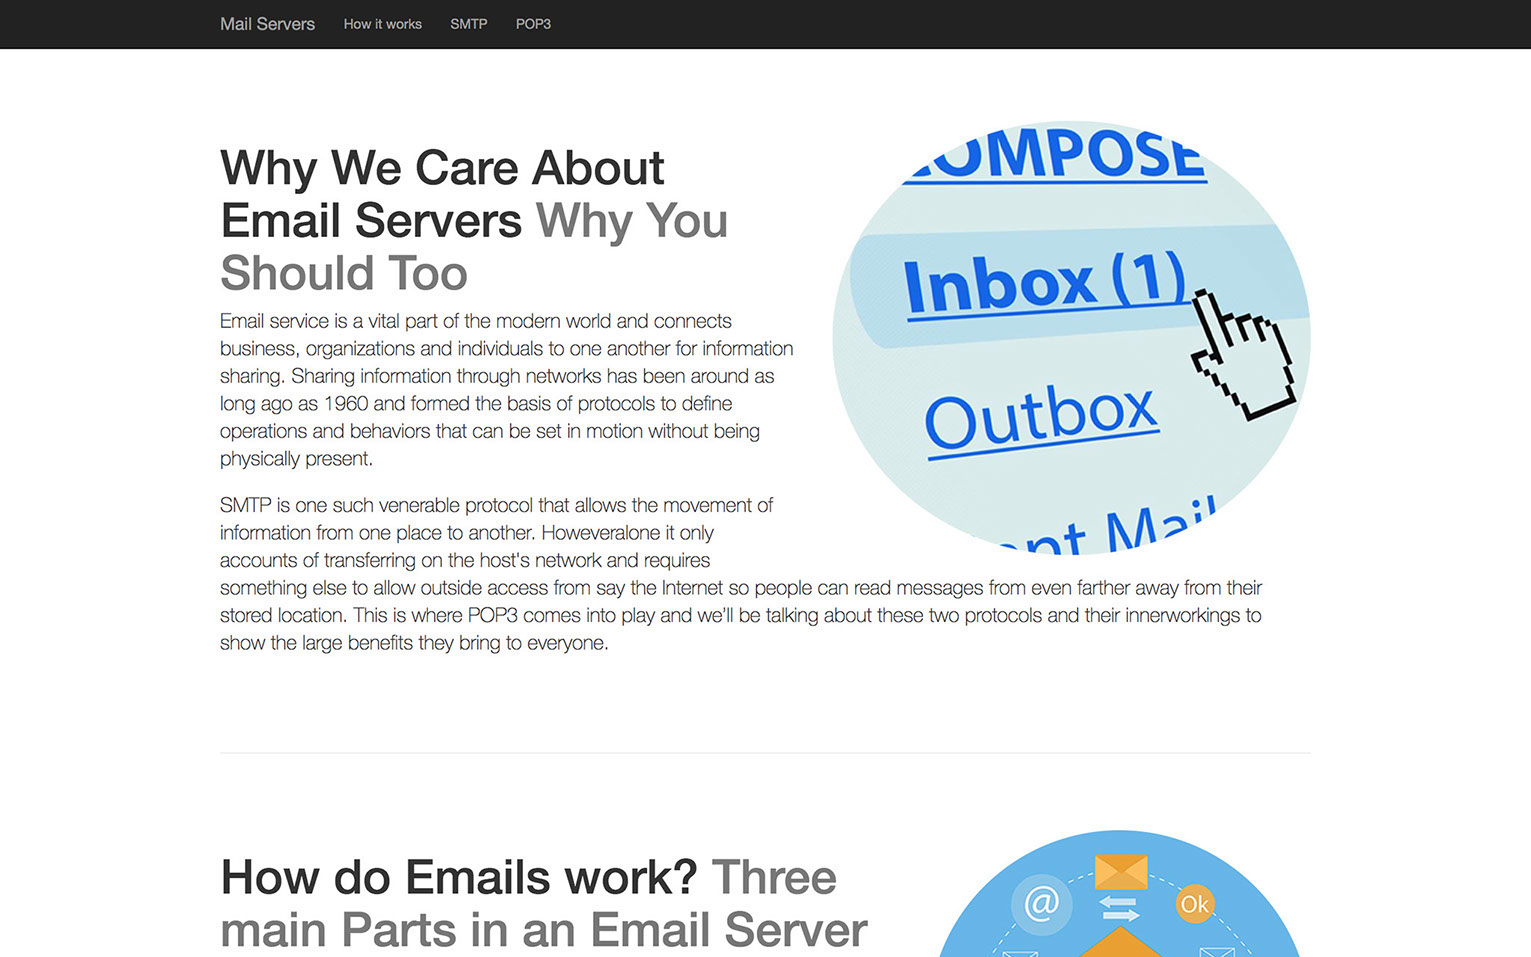 Mail Servers How it works SMTP POP3
Why We Care About
Email Servers Why You
Should Too
Email service is a vital part of the modern world and connects
business, organizations and individuals to one another for information
sharing. Sharing information through networks has been around as
long ago as 1960 and formed the basis of protocols to define
operations and behaviors that can be set in motion without being
physically present.
SMTP is one such venerable protocol that allows the movement of
information from one place to another. Howeveralone it only
accounts of transferring on the host's network and requires
something else to allow outside access from say the Internet so people can read messages from even farther away from their
stored location. This is where POP3 comes into play and we'll be talking about these two protocols and their innerworkings to
show the large benefits they bring to everyone.
OMPOSE
Inbox (1)
Outbox
ent Mail
How do Emails work? Three
main Parts in an Email Server
@
Ok